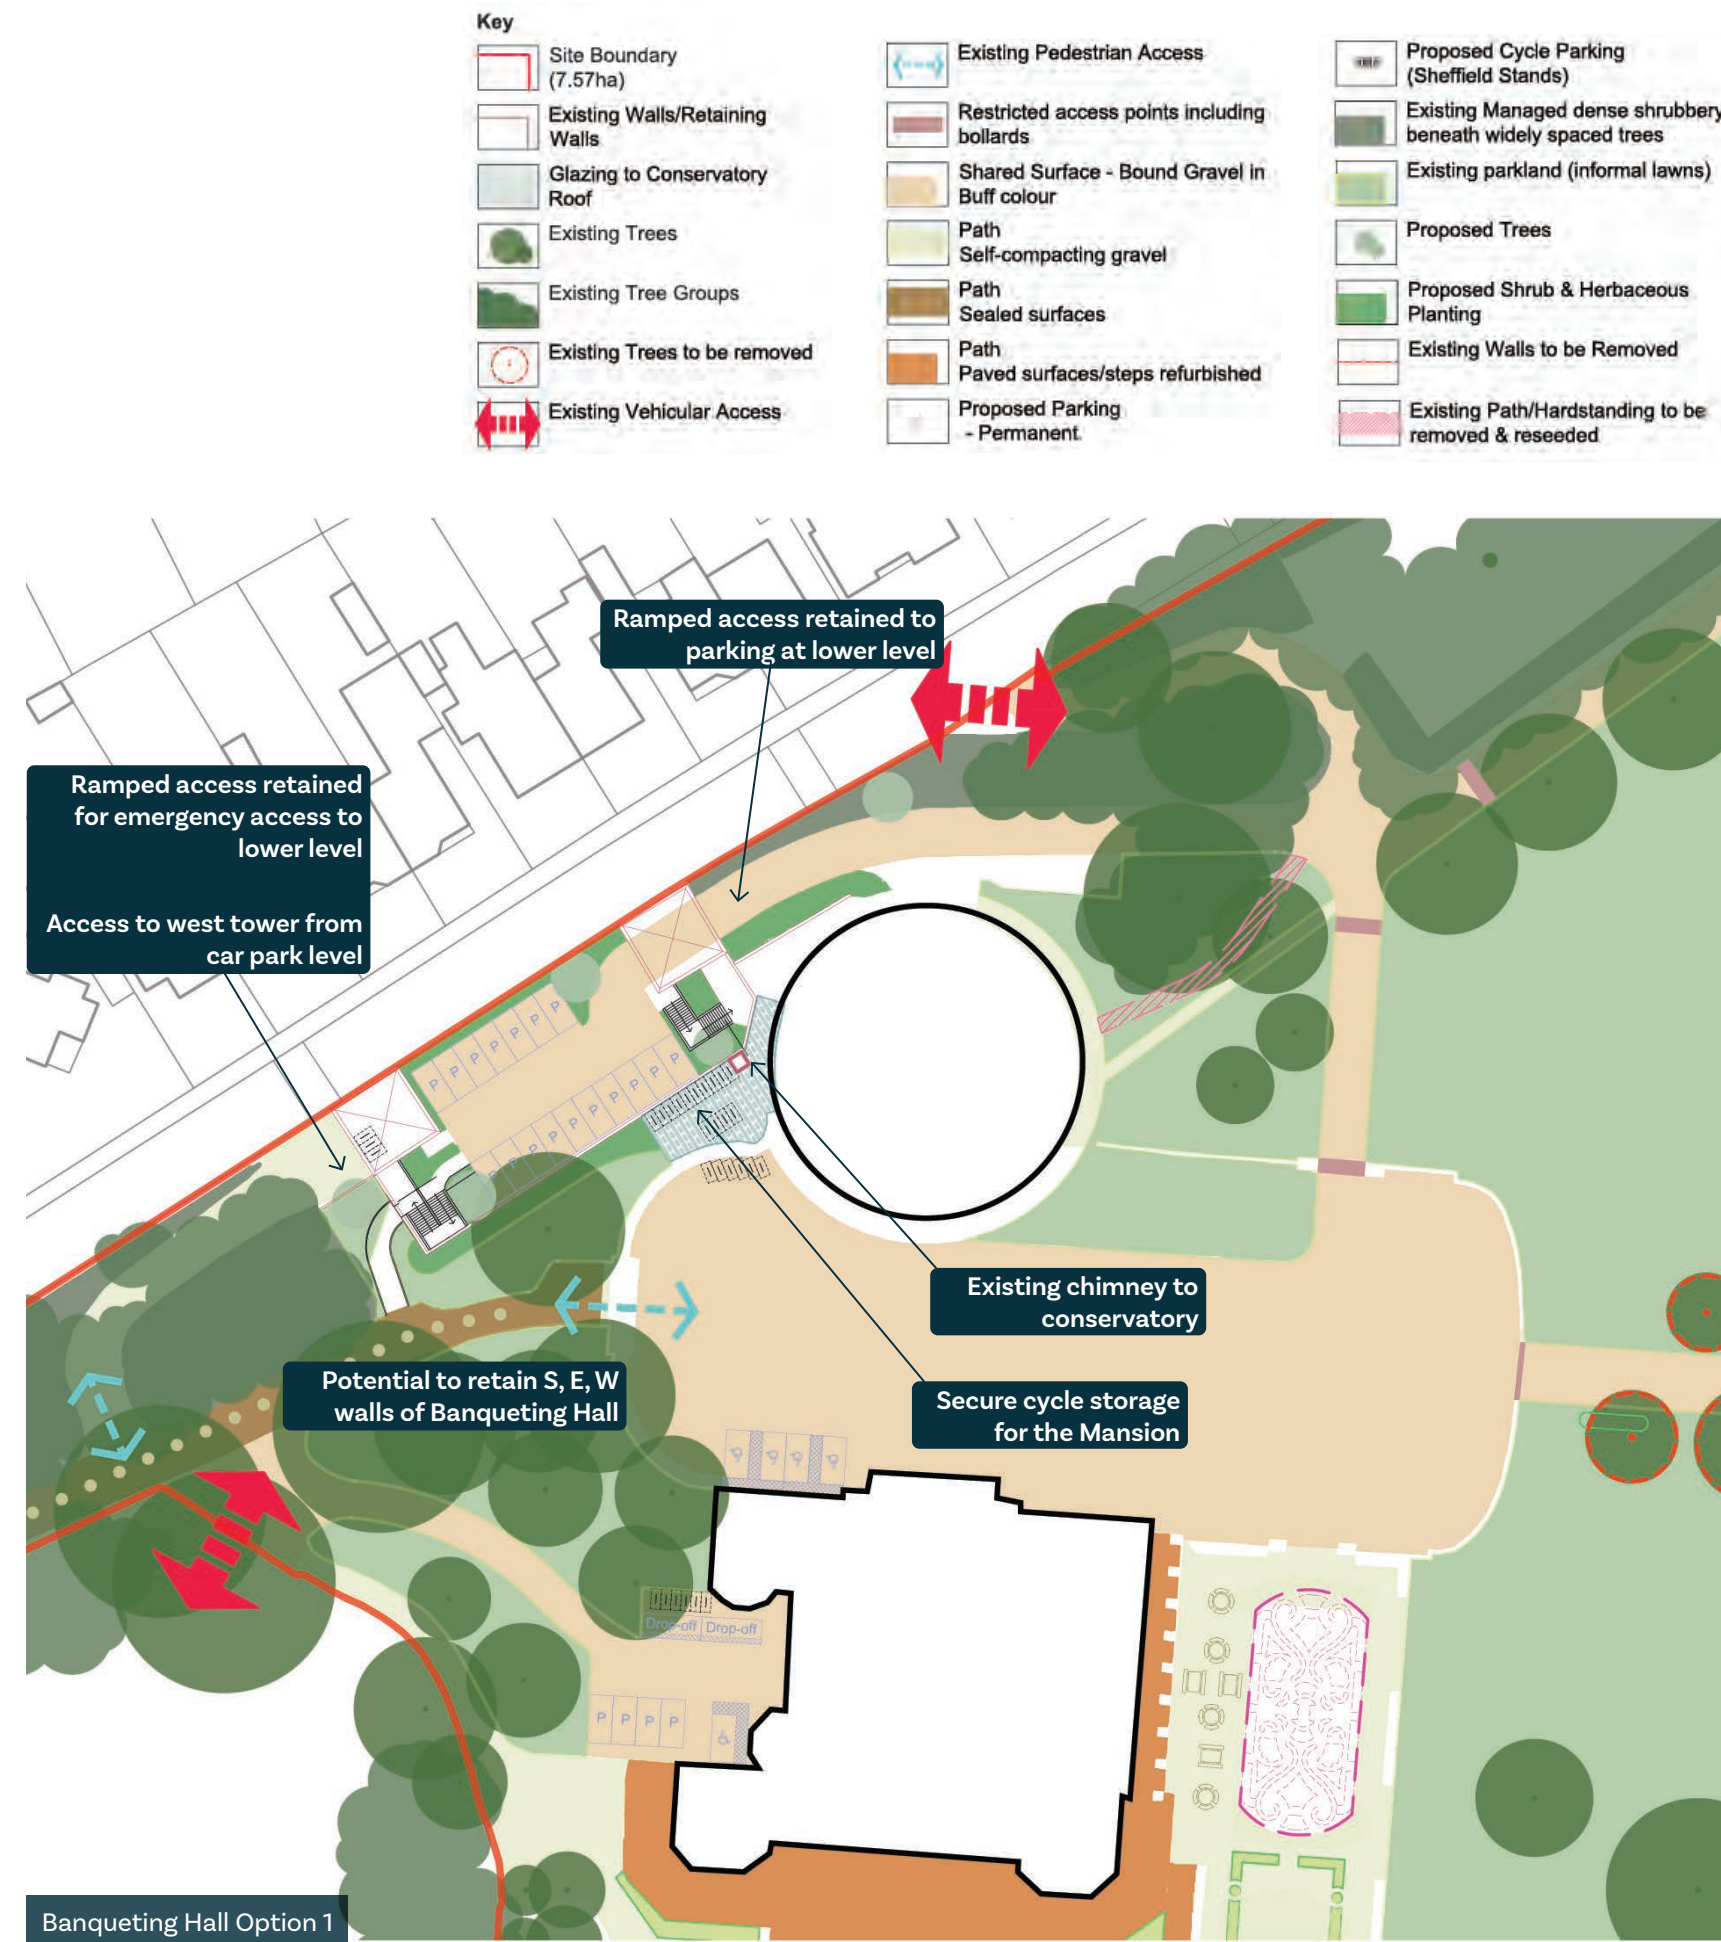 Key
Site Boundary
(7.57ha)
Existing Walls/Retaining
Walls
Glazing to Conservatory
Roof
Existing Trees
Existing Tree Groups
Existing Trees to be removed
Existing Vehicular Access
Existing Pedestrian Access
Restricted access points including
bollards
Shared Surface - Bound Gravel in
Buff colour
Path
Self-compacting gravel
Path
Sealed surfaces
Path
Paved surfaces/steps refurbished
Proposed Parking
- Permanent
Proposed Cycle Parking
(Sheffield Stands)
Existing Managed dense shrubbery
beneath widely spaced trees
Existing parkland (informal lawns)
Proposed Trees
Proposed Shrub & Herbaceous
Planting
Existing Walls to be Removed
Existing Path/Hardstanding to be
removed & reseeded
Ramped access retained to
parking at lower level
Ramped access retained
for emergency access to
lower level
Access to west tower from
car park level
P P P P P P P
P P P P P P P P P P
Existing chimney to
conservatory
Potential to retain S, E, W
walls of Banqueting Hall
Secure cycle storage
for the Mansion
Drop-off Drop-off
P P P P
Banqueting Hall Option 1